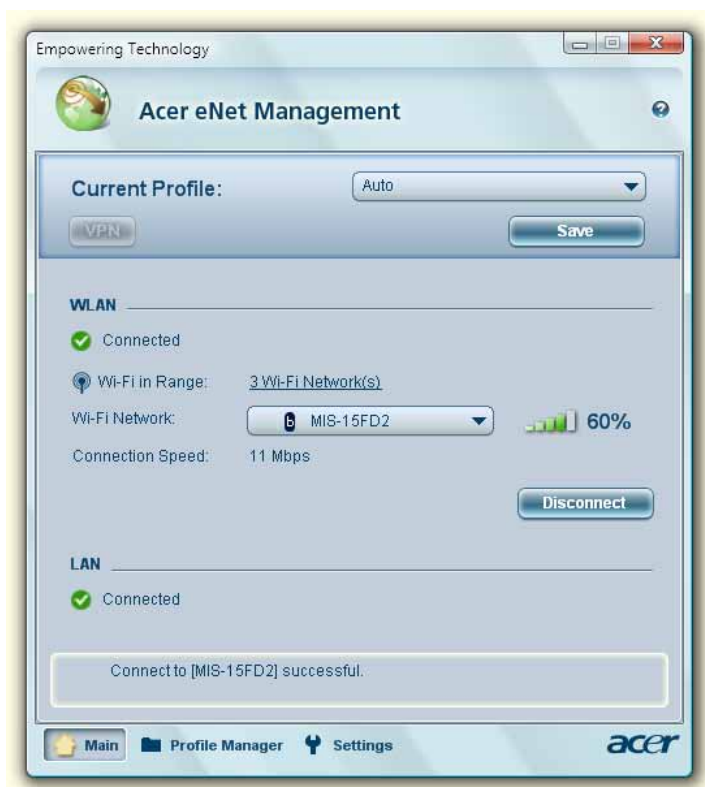 Empowering Technology
Acer eNet Management
Current Profile: Auto
VPN Save
WLAN
Connected
Wi-Fi in Range: 3 Wi-Fi Network(s)
Wi-Fi Network: b MIS-15FD2 60%
Connection Speed: 11 Mbps
Disconnect
LAN
Connected
Connect to [MIS-15FD2] successful.
Main Profile Manager Settings acer